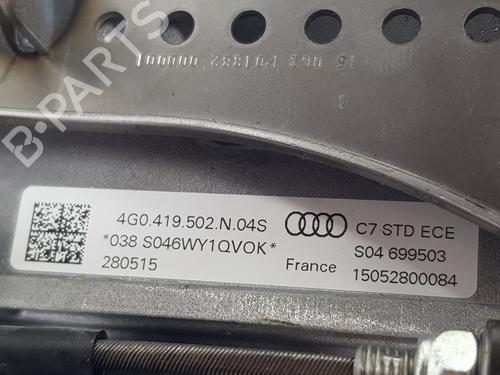 B-PARTS
4G0.419.502.N.04S C7 STD ECE
*038 S046WY1QVOK* S04 699503
280515 France 15052800084